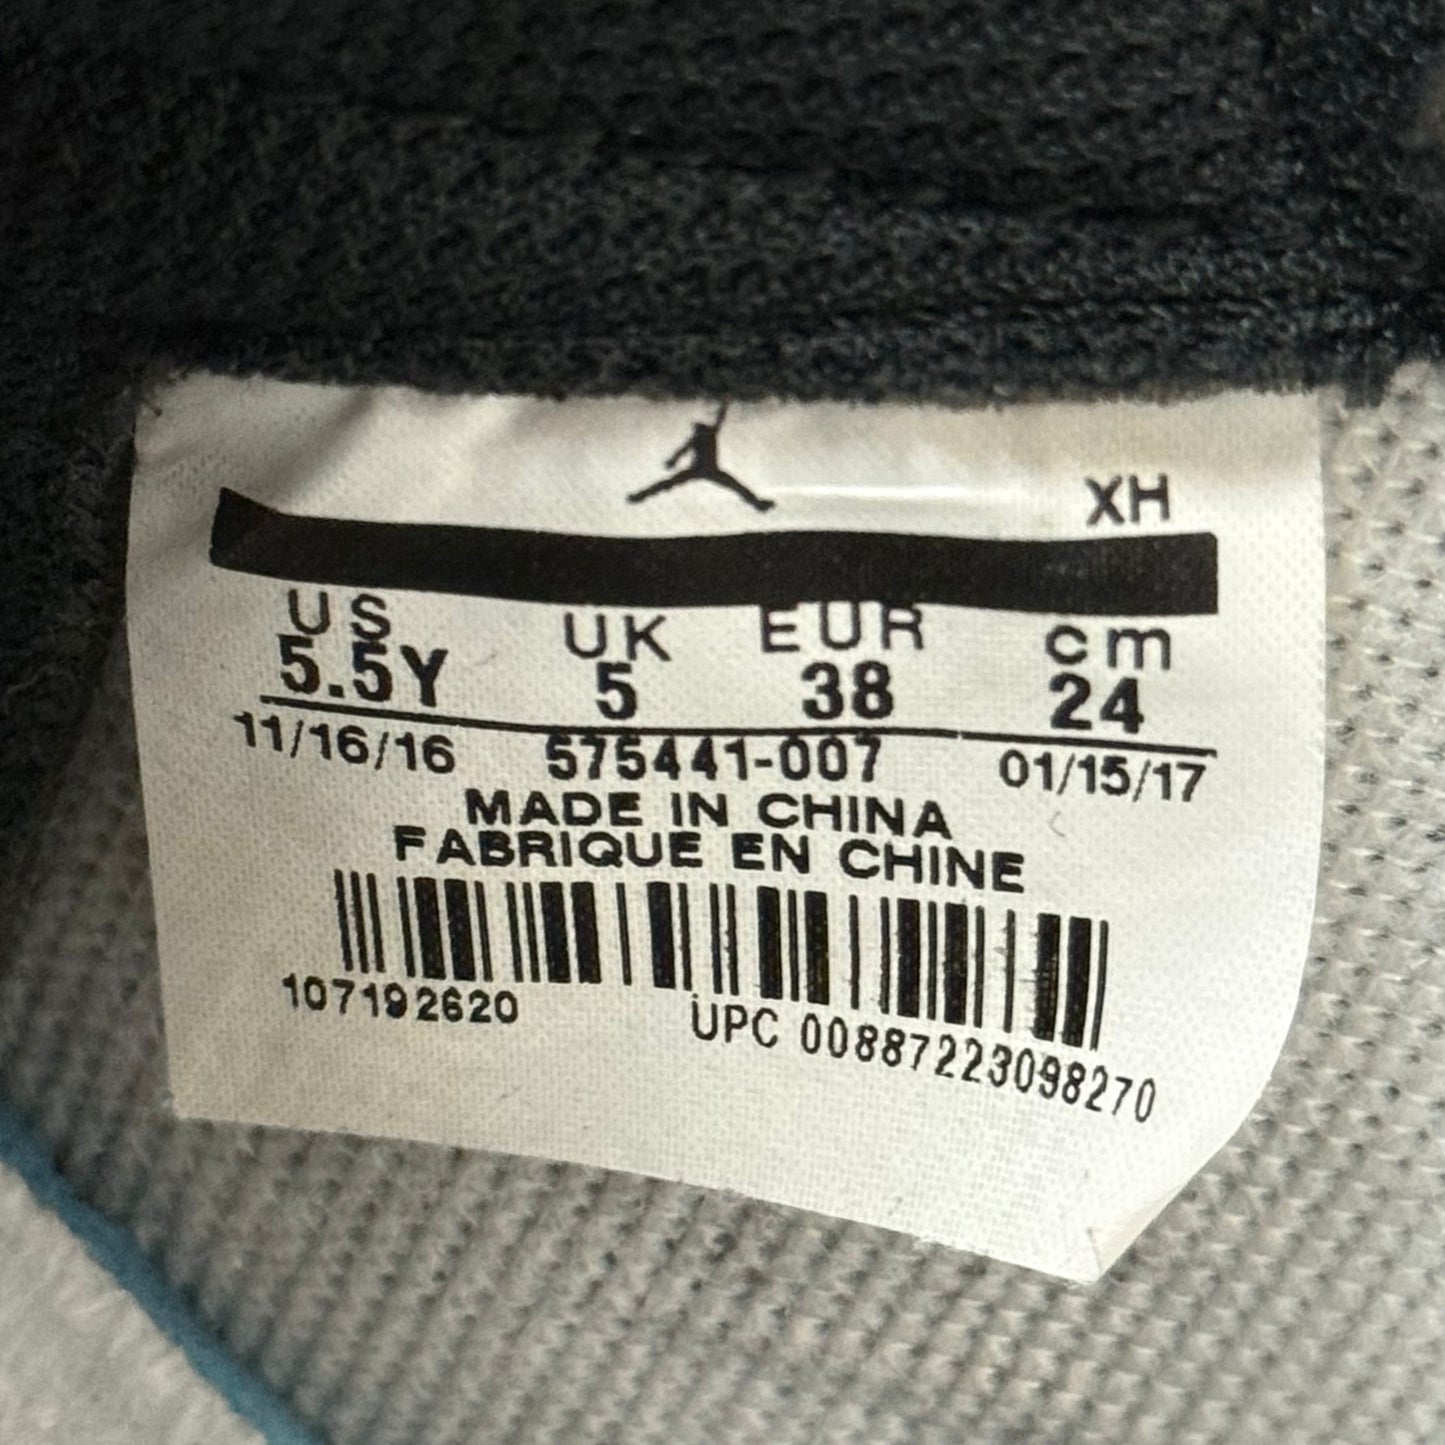 XH
US UK EUR cm
5.5Y 5 38 24
11/16/16 575441-007 01/15/17
MADE IN CHINA
FABRIQUE EN CHINE
107192620 UPC 00887223098270